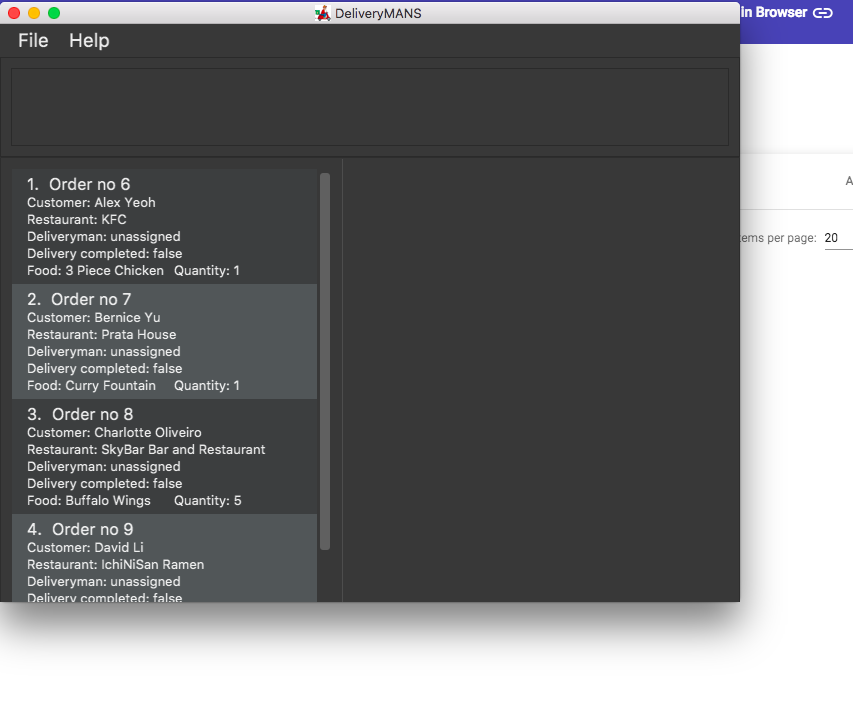 DeliveryMANS
in Browser
File Help
1. Order no 6
Customer: Alex Yeoh
Restaurant: KFC
Deliveryman: unassigned
Delivery completed: false
Food: 3 Piece Chicken Quantity: 1
2. Order no 7
Customer: Bernice Yu
Restaurant: Prata House
Deliveryman: unassigned
Delivery completed: false
Food: Curry Fountain Quantity: 1
3. Order no 8
Customer: Charlotte Oliveiro
Restaurant: SkyBar Bar and Restaurant
Deliveryman: unassigned
Delivery completed: false
Food: Buffalo Wings Quantity: 5
4. Order no 9
Customer: David Li
Restaurant: IchiNiSan Ramen
Deliveryman: unassigned
Delivery completed: false
A
ems per page: 20